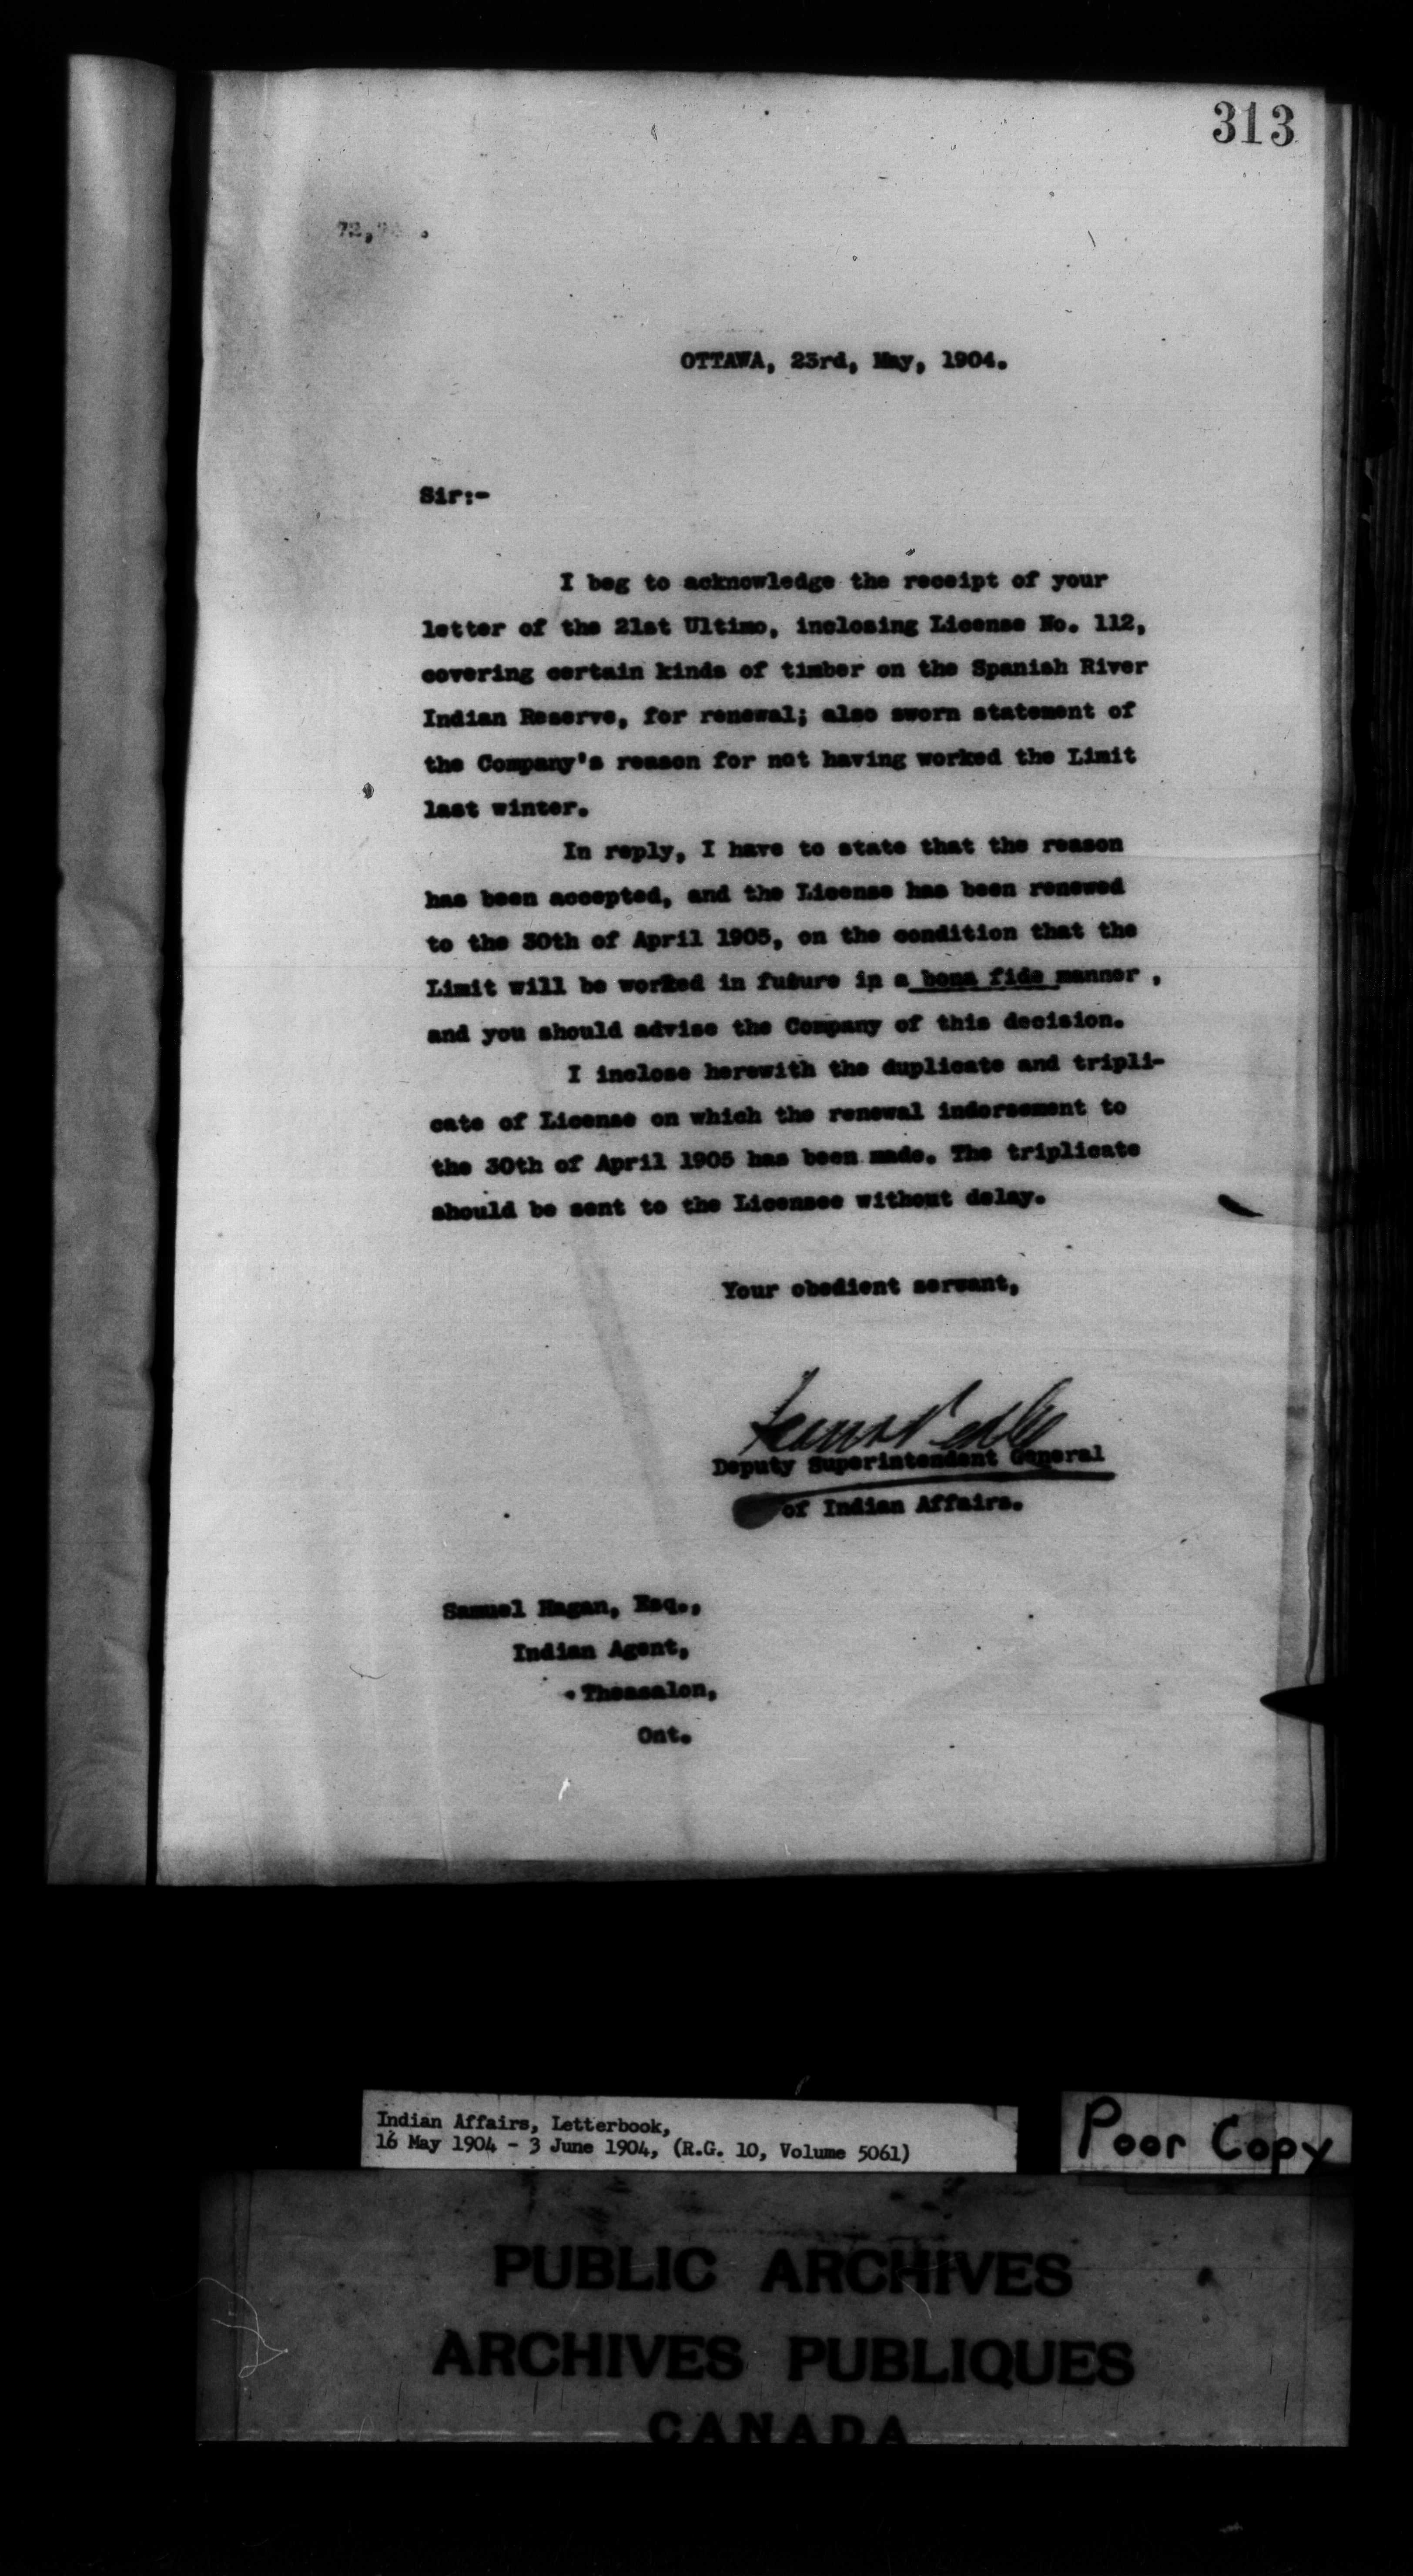 313
OTTAWA, 23rd, May, 1904.
Sir:-
I beg to acknowledge the receipt of your
letter of the 21st Ultimo, inclosing License No. 112,
covering certain kinds of timber on the Spanish River
Indian Reserve, for renewal; also sworn statement of
the Company's reason for not having worked the Limit
last winter.
In reply, I have to state that the reason
has been accepted, and the License has been renewed
to the 30th of April 1905, on the condition that the
Limit will be worked in future in a bona fide manner ,
and you should advise the Company of this decision.
I inclose herewith the duplicate and tripli-
cate of License on which the renewal indorsement to
the 30th of April 1905 has been made. The triplicate
should be sent to the Licensee without delay.
Your obedient servant,
Deputy Superintendent General
of Indian Affairs.
Samuel Hagan, Esq.,
Indian Agent,
Thessalon,
Ont.
Indian Affairs, Letterbook,
16 May 1904 - 3 June 1904, (R.G. 10, Volume 5061)
Poor Copy
PUBLIC ARCHIVES
ARCHIVES PUBLIQUES
CANADA